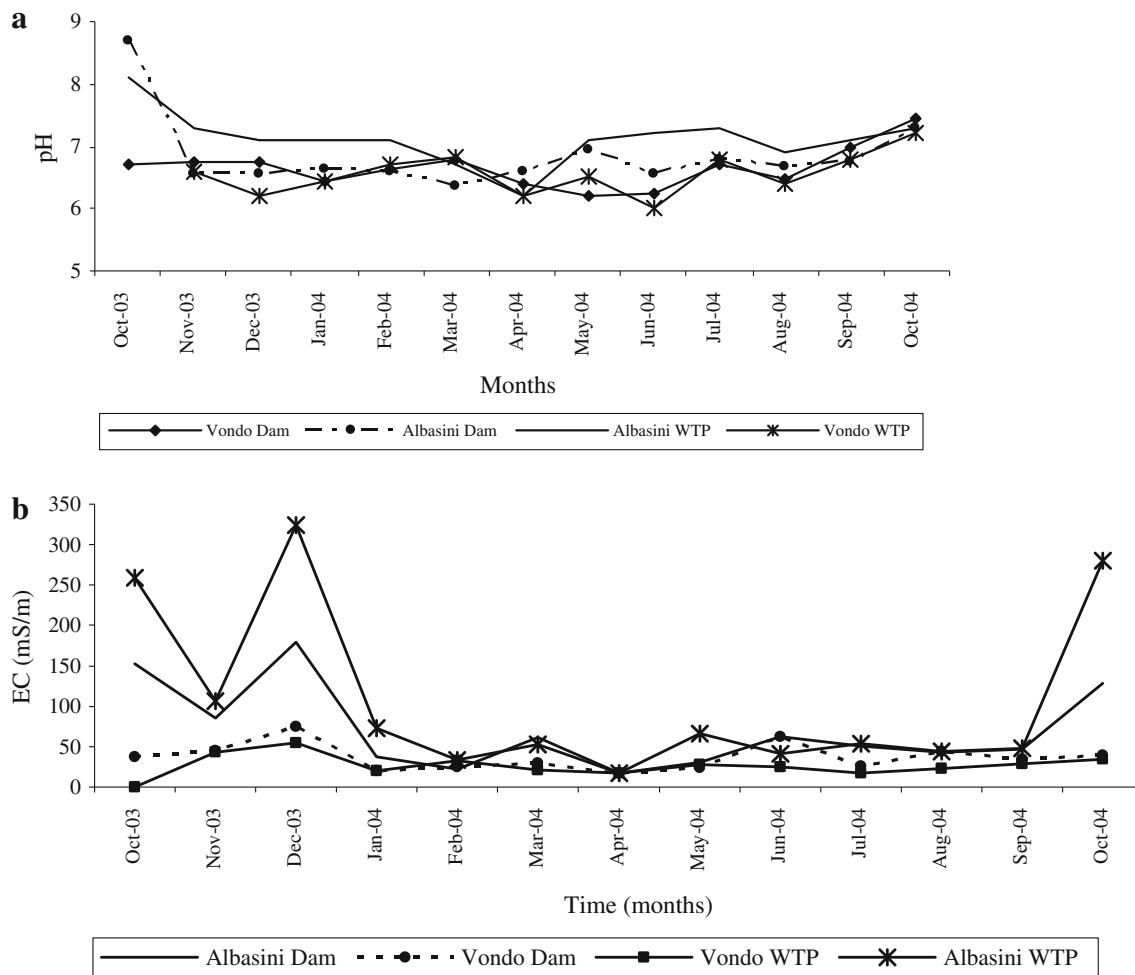 a
9
8
7
6
5
pH
Oct-03
Nov-03
Dec-03
Jan-04
Feb-04
Mar-04
Apr-04
May-04
Jun-04
Jul-04
Aug-04
Sep-04
Oct-04
Months
Vondo Dam Albasini Dam Albasini WTP Vondo WTP
b
350
300
250
200
150
100
50
0
EC (mS/m)
Oct-03
Nov-03
Dec-03
Jan-04
Feb-04
Mar-04
Apr-04
May-04
Jun-04
Jul-04
Aug-04
Sep-04
Oct-04
Time (months)
Albasini Dam Vondo Dam Vondo WTP Albasini WTP